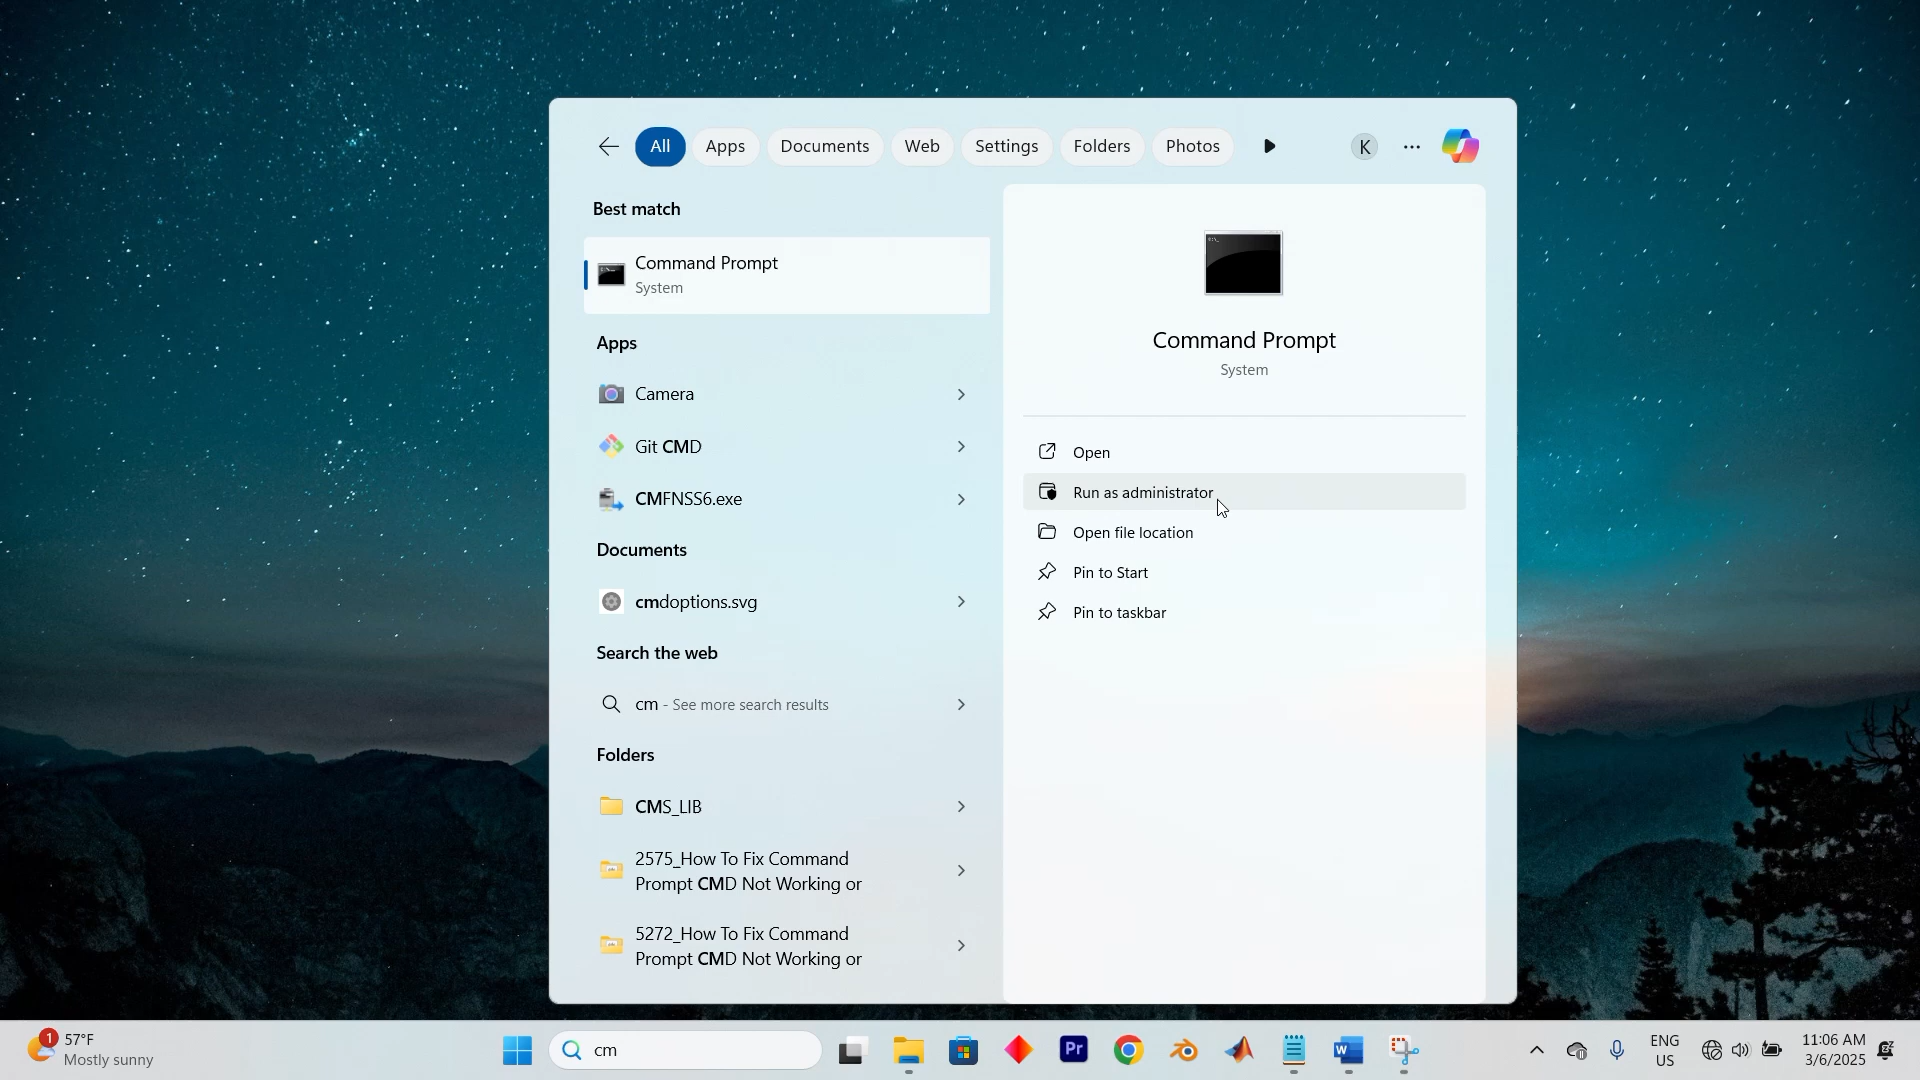 All
Apps
Documents
Web
Settings
Folders
Photos
K
Best match
Command Prompt
System
Apps
Camera
Git CMD
CMFNSS6.exe
Documents
cmdoptions.svg
Search the web
cm - See more search results
Folders
CMS_LIB
2575_How To Fix Command
Prompt CMD Not Working or
5272_How To Fix Command
Prompt CMD Not Working or
Command Prompt
System
Open
Run as administrator
Open file location
Pin to Start
Pin to taskbar
1
57°F
Mostly sunny
cm
Pr
W
ENG
US
11:06 AM
3/6/2025